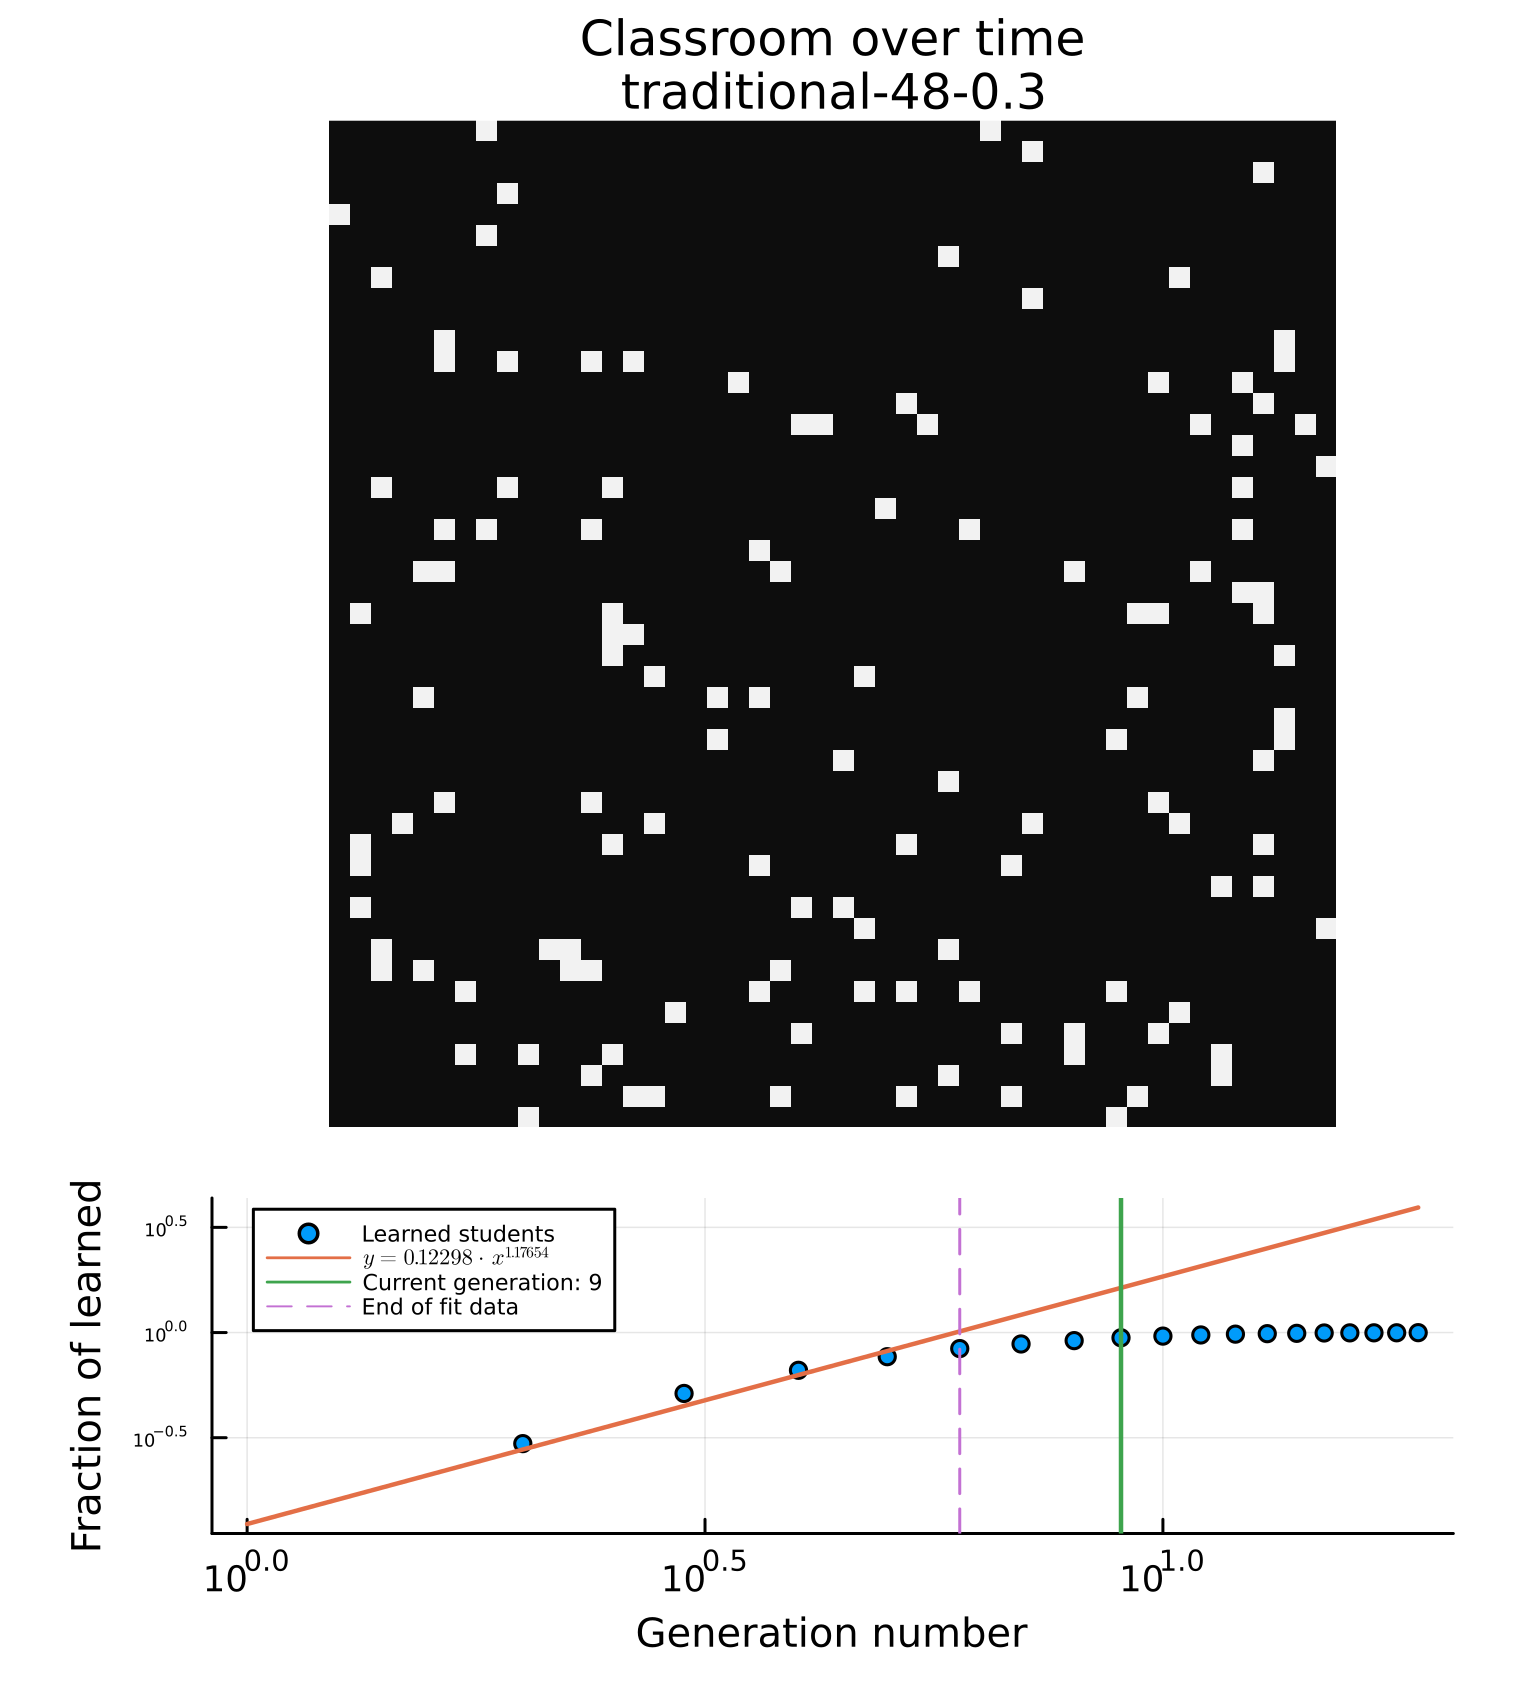 Classroom over time
traditional-48-0.3
Fraction of learned
10^0.5
10^0.0
10^−0.5
Learned students
y = 0.12298 · x^1.17654
Current generation: 9
End of fit data
10^0.0
10^0.5
10^1.0
Generation number